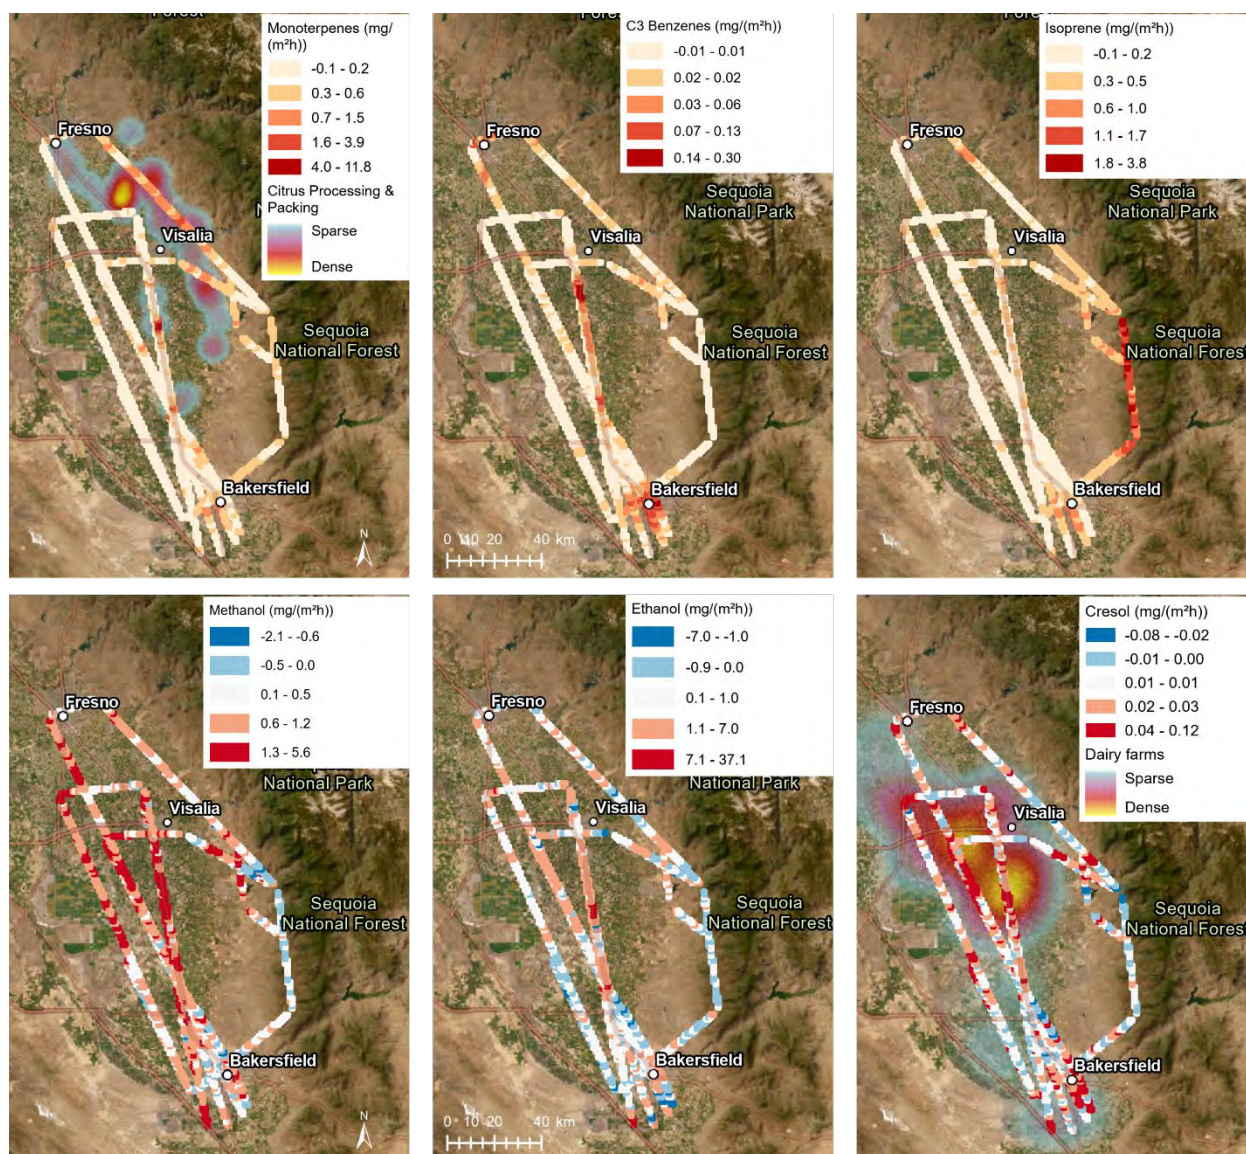 Forest
Monoterpenes (mg/
(m²h))
-0.1 - 0.2
0.3 - 0.6
0.7 - 1.5
1.6 - 3.9
4.0 - 11.8
Citrus Processing &
Packing
Sparse
Dense
Fresno
Visalia
Sequoia
National Forest
Bakersfield
N
C3 Benzenes (mg/(m²h))
-0.01 - 0.01
0.02 - 0.02
0.03 - 0.06
0.07 - 0.13
0.14 - 0.30
Fresno
Sequoia
National Park
Visalia
Sequoia
National Forest
Bakersfield
0 10 20 40 km
Isoprene (mg/(m²h))
-0.1 - 0.2
0.3 - 0.5
0.6 - 1.0
1.1 - 1.7
1.8 - 3.8
Fresno
Sequoia
National Park
Visalia
Sequoia
National Forest
Bakersfield
Methanol (mg/(m²h))
-2.1 - -0.6
-0.5 - 0.0
0.1 - 0.5
0.6 - 1.2
1.3 - 5.6
Fresno
National Park
Visalia
Sequoia
National Forest
Bakersfield
N
Ethanol (mg/(m²h))
-7.0 - -1.0
-0.9 - 0.0
0.1 - 1.0
1.1 - 7.0
7.1 - 37.1
Fresno
National Park
Visalia
Sequoia
National Forest
Bakersfield
0 10 20 40 km
Cresol (mg/(m²h))
-0.08 - -0.02
-0.01 - 0.00
0.01 - 0.01
0.02 - 0.03
0.04 - 0.12
Dairy farms
Sparse
Dense
Fresno
Visalia
Sequoia
National Forest
Bakersfield